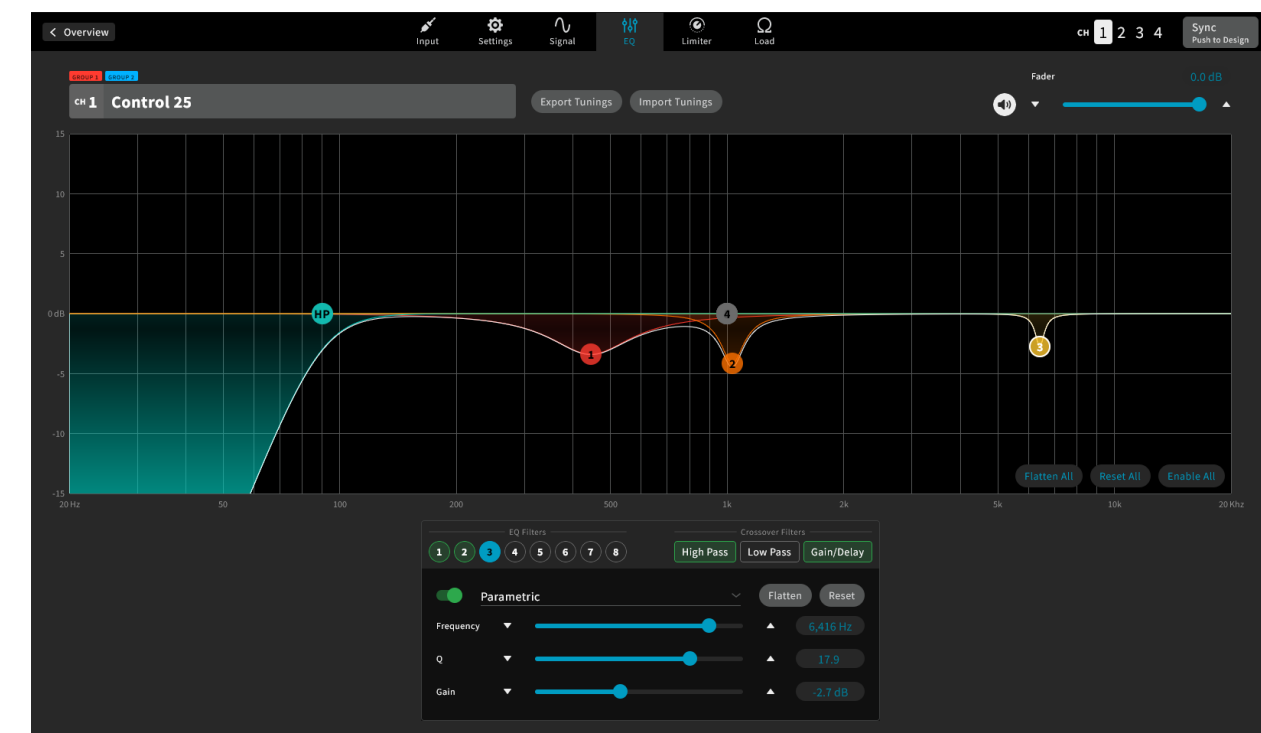 Overview
Input Settings Signal EQ Limiter Load
CH 1 2 3 4
Sync
Push to Design
GROUP 1 GROUP 3
CH 1 Control 25
Export Tunings Import Tunings
Fader 0.0 dB
15
10
5
0 dB
-5
-10
-15
HP 1 2 4 3
Flatten All Reset All Enable All
20 Hz 50 100 200 500 1k 2k 5k 10k 20 Khz
EQ Filters Crossover Filters
1 2 3 4 5 6 7 8 High Pass Low Pass Gain/Delay
Parametric Flatten Reset
Frequency 6,416 Hz
Q 17.9
Gain -2.7 dB